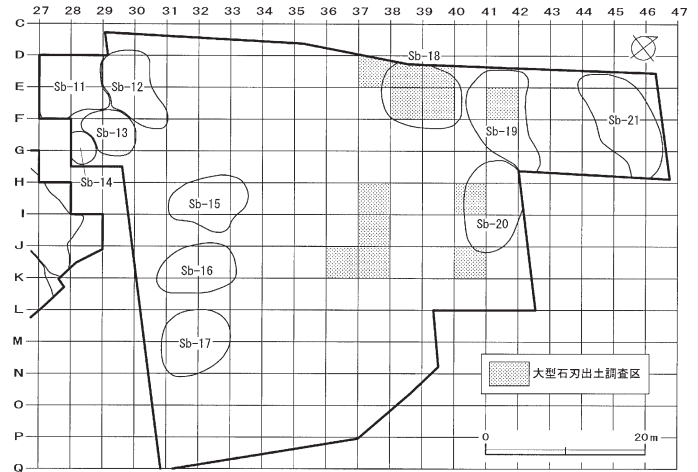 27 28 29 30 31 32 33 34 35 36 37 38 39 40 41 42 43 44 45 46 47
C
D
E
F
G
H
I
J
K
L
M
N
O
P
Q
Sb-18
Sb-11
Sb-12
Sb-13
Sb-14
Sb-19
Sb-21
Sb-15
Sb-20
Sb-16
Sb-17
大型石刃出土調査区
0 20m